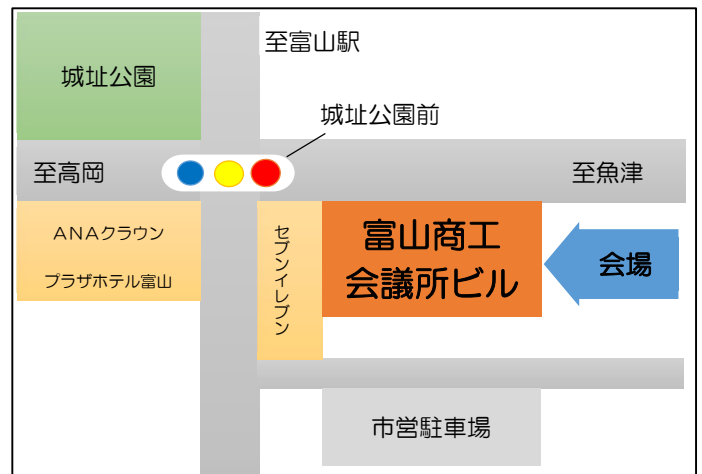 至富山駅
城址公園
城址公園前
至高岡
至魚津
ANAクラウン
プラザホテル富山
セブンイレブン
富山商工
会議所ビル
会場
市営駐車場